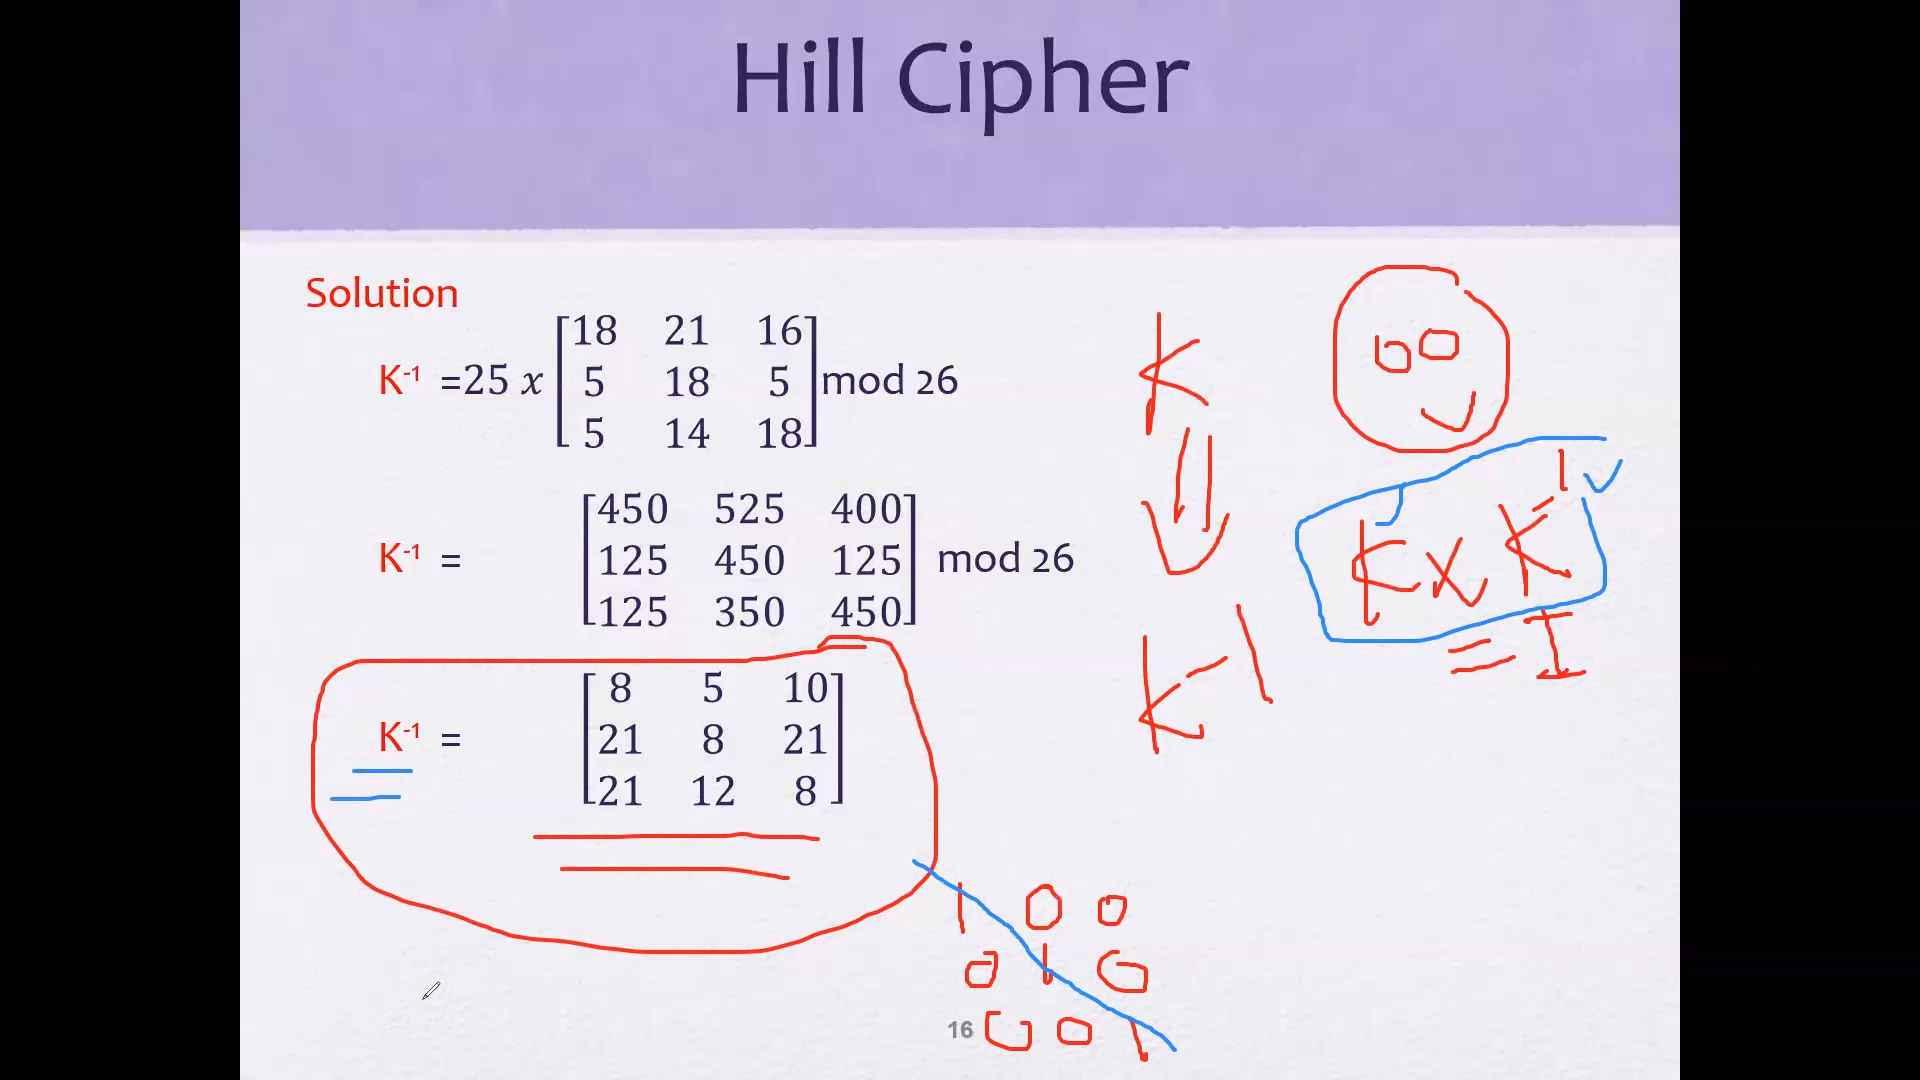 Hill Cipher
Solution
K⁻¹ =25 x [18 21 16] mod 26
5 18 5
5 14 18
K⁻¹ = [450 525 400] mod 26
125 450 125
125 350 450
K⁻¹ = [8 5 10]
21 8 21
21 12 8
K
K-1
K x K⁻¹
= I
1 0 0
0 1 0
0 0 1
16